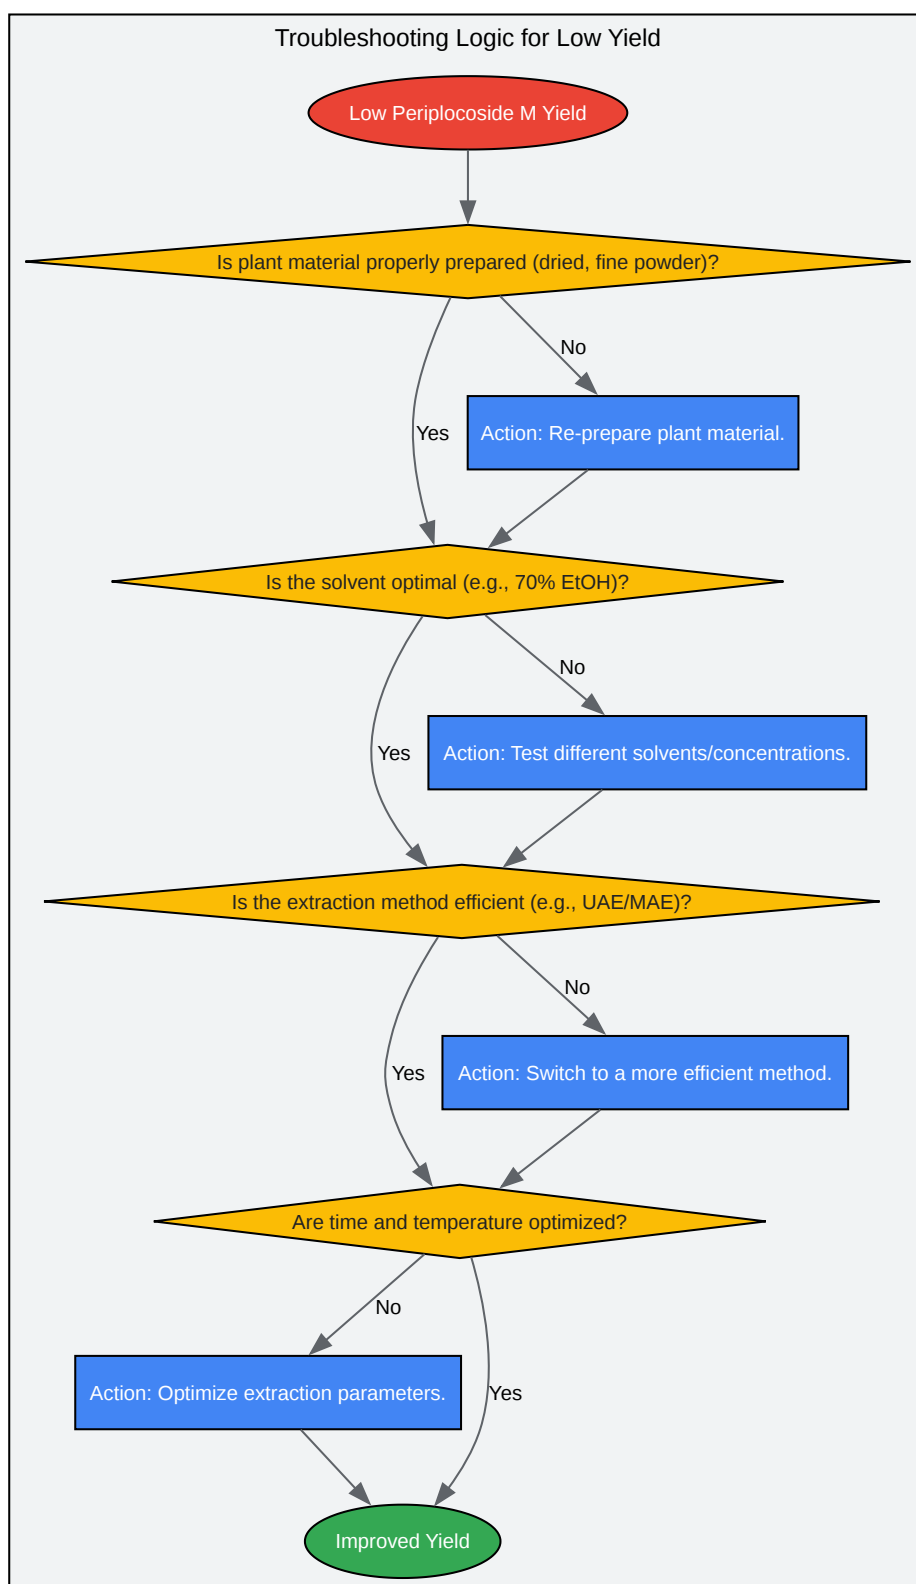 Troubleshooting Logic for Low Yield
Low Periplocoside M Yield
Is plant material properly prepared (dried, fine powder)?
No
Yes
Action: Re-prepare plant material.
Is the solvent optimal (e.g., 70% EtOH)?
No
Yes
Action: Test different solvents/concentrations.
Is the extraction method efficient (e.g., UAE/MAE)?
No
Yes
Action: Switch to a more efficient method.
Are time and temperature optimized?
No
Action: Optimize extraction parameters.
Yes
Improved Yield